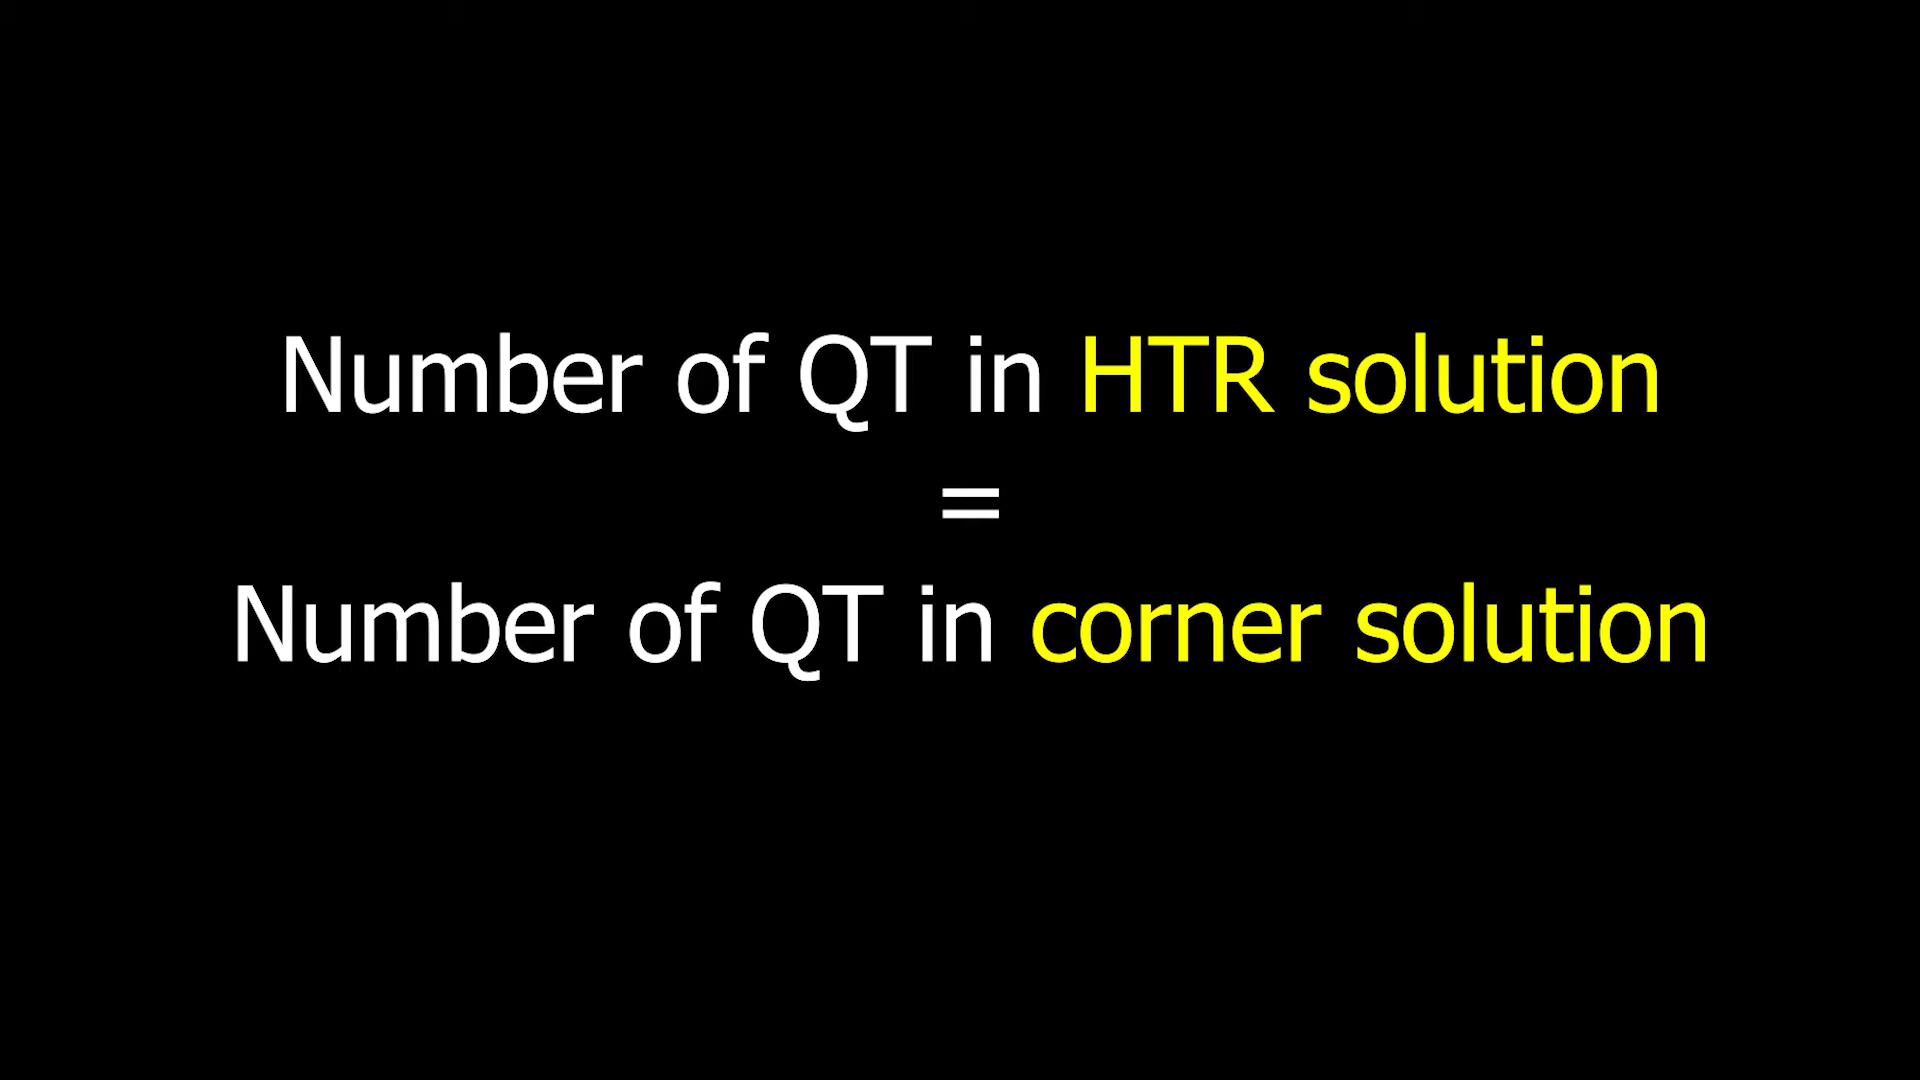 Number of QT in HTR solution
=
Number of QT in corner solution